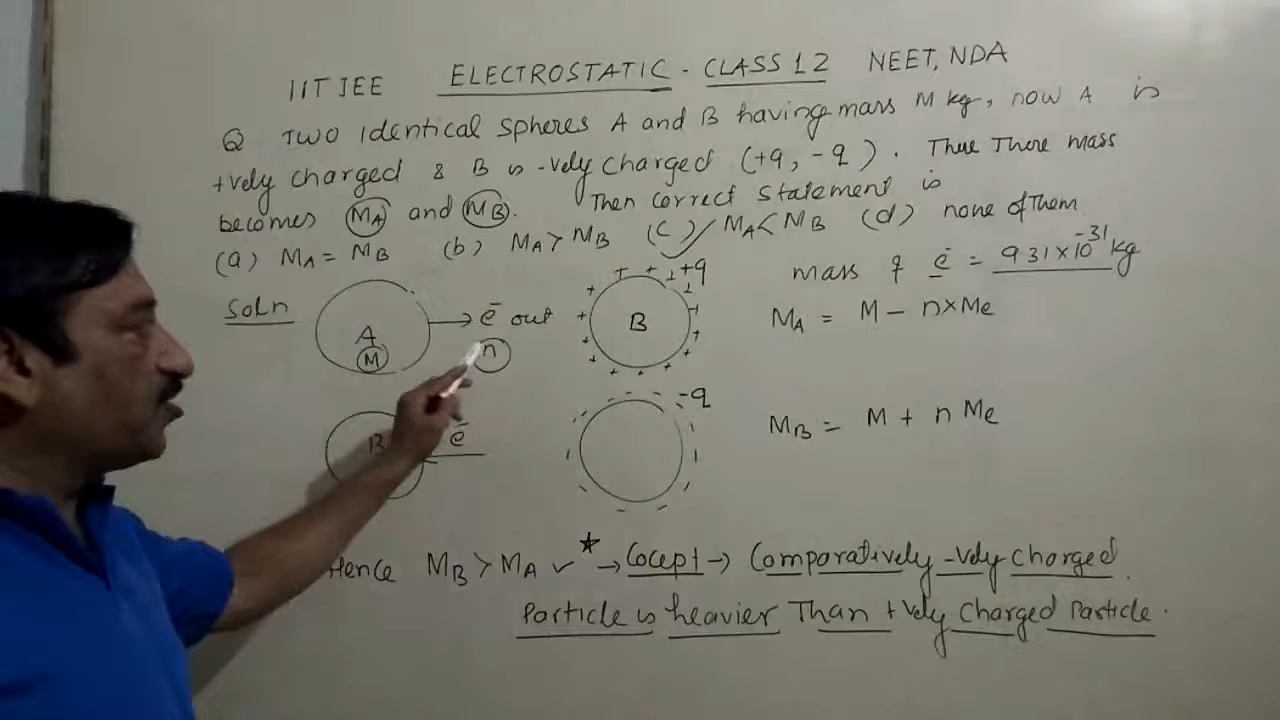 IIT JEE ELECTROSTATIC - CLASS 12 NEET, NDA
Q Two identical spheres A and B having mass M kg, now A is
+vely charged & B is -vely charged (+q, -q). Thue There mass
becomes MA and MB. Then correct statement is
(a) MA = MB (b) MA > MB (c) MA < MB (d) none of Them
Soln
mass of e̅ = 9.31×10⁻³¹ kg
A
M
e̅ out
n
+ + + + + + + + + + + + + +q
B
MA = M - n×Me
B
e̅
- - - - - - - - - - - - -q
MB = M + n Me
Hence MB > MA ✓ * → Cocept → Comparatively -vely charged
Particle is heavier Than +vely charged Particle.